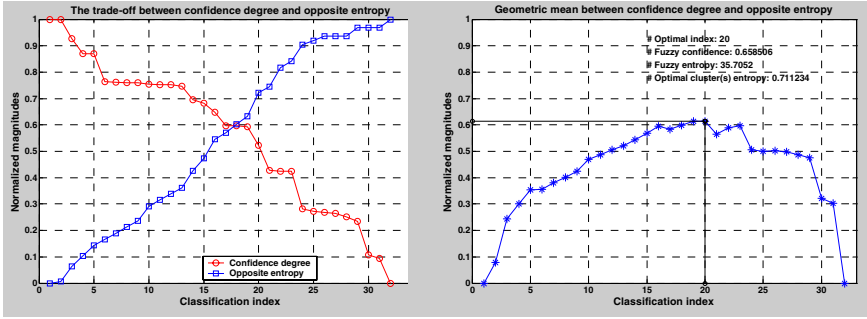 The trade-off between confidence degree and opposite entropy
1
0.9
0.8
0.7
0.6
0.5
0.4
0.3
0.2
0.1
0
Normalized magnitudes
Confidence degree
Opposite entropy
0 5 10 15 20 25 30
Classification index
Geometric mean between confidence degree and opposite entropy
# Optimal index: 20
# Fuzzy confidence: 0.658506
# Fuzzy entropy: 35.7052
# Optimal cluster(s) entropy: 0.711234
1
0.9
0.8
0.7
0.6
0.5
0.4
0.3
0.2
0.1
0
Normalized magnitudes
0 5 10 15 20 25 30
Classification index